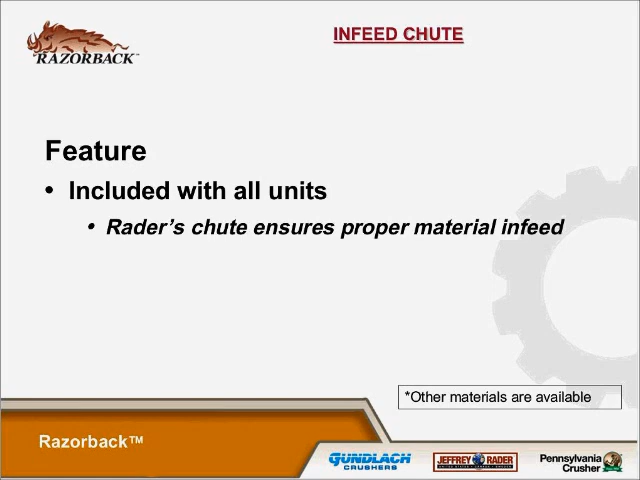 RAZORBACK™
INFEED CHUTE
Feature
• Included with all units
• Rader's chute ensures proper material infeed
*Other materials are available
Razorback™
GUNDLACH
CRUSHERS
JEFFREY RADER
Pennsylvania
Crusher